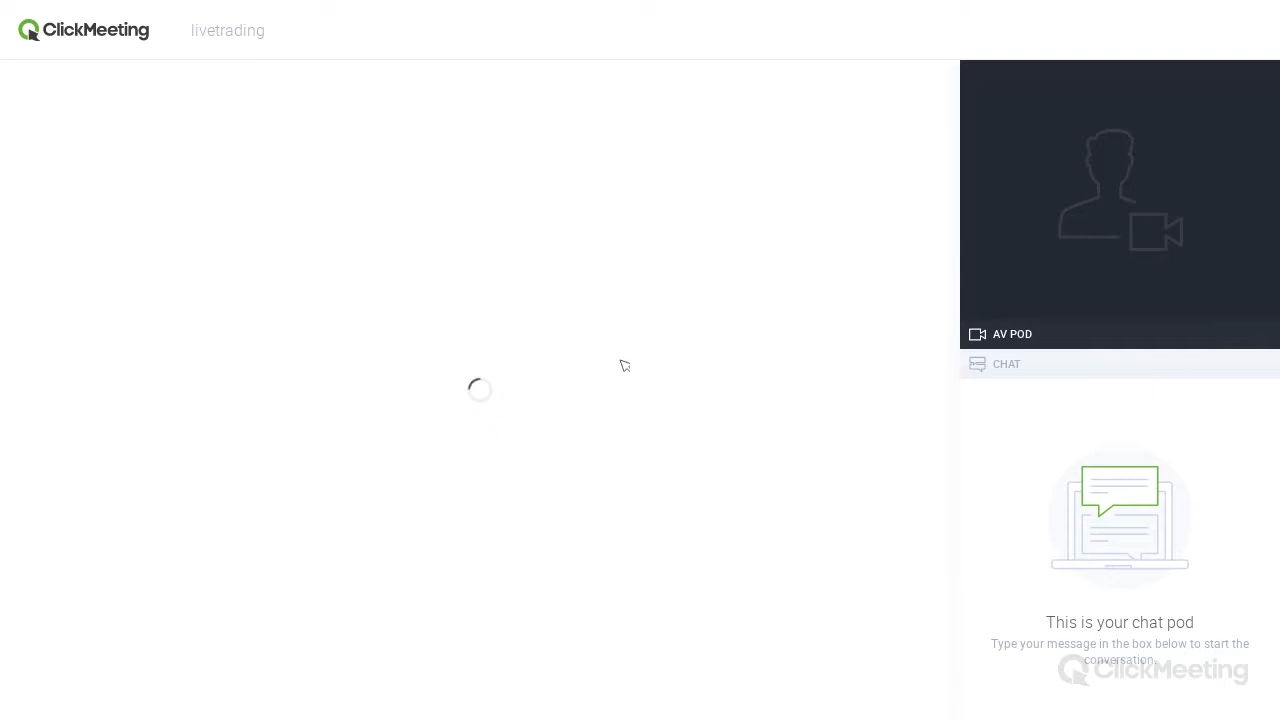 ClickMeeting
livetrading
AV POD
CHAT
This is your chat pod
Type your message in the box below to start the
conversation.
ClickMeeting